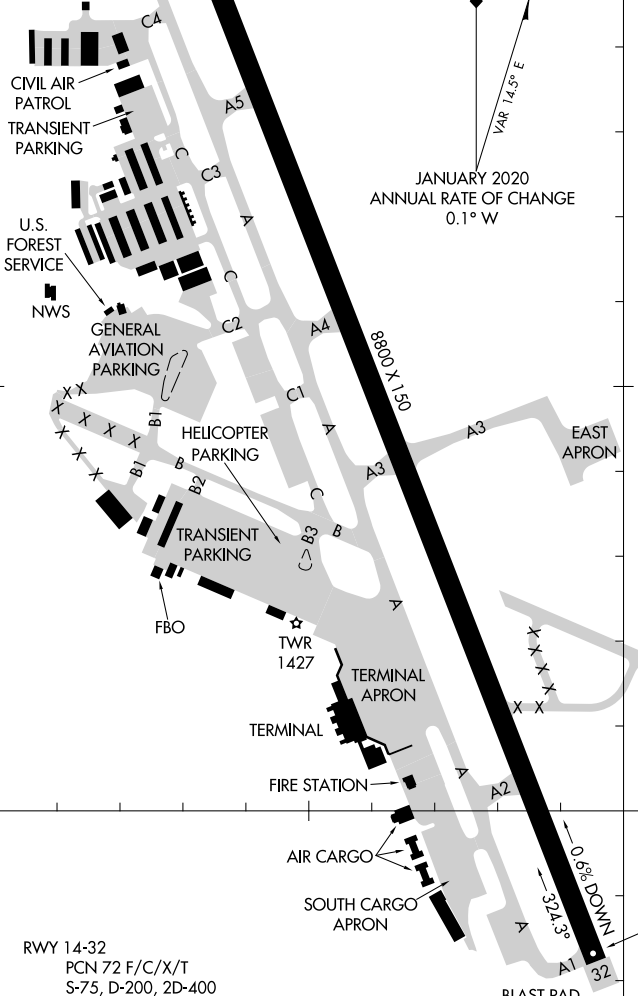 C4
CIVIL AIR
PATROL
TRANSIENT
PARKING
A5
VAR 14.5° E
C
C3
JANUARY 2020
ANNUAL RATE OF CHANGE
0.1° W
A
U.S.
FOREST
SERVICE
NWS
C
C2
A4
GENERAL
AVIATION
PARKING
8800 X 150
X X
X X X X
X X X
B1
C1
A
HELICOPTER
PARKING
A3
EAST
APRON
B1
B
B2
A3
C
TRANSIENT
PARKING
B3
B
FBO
A
TWR
1427
X
X
X
X
X X
TERMINAL
APRON
TERMINAL
FIRE STATION
A
A2
AIR CARGO
0.6% DOWN
324.3°
SOUTH CARGO
APRON
A
A1
32
RWY 14-32
PCN 72 F/C/X/T
S-75, D-200, 2D-400
BLAST PAD